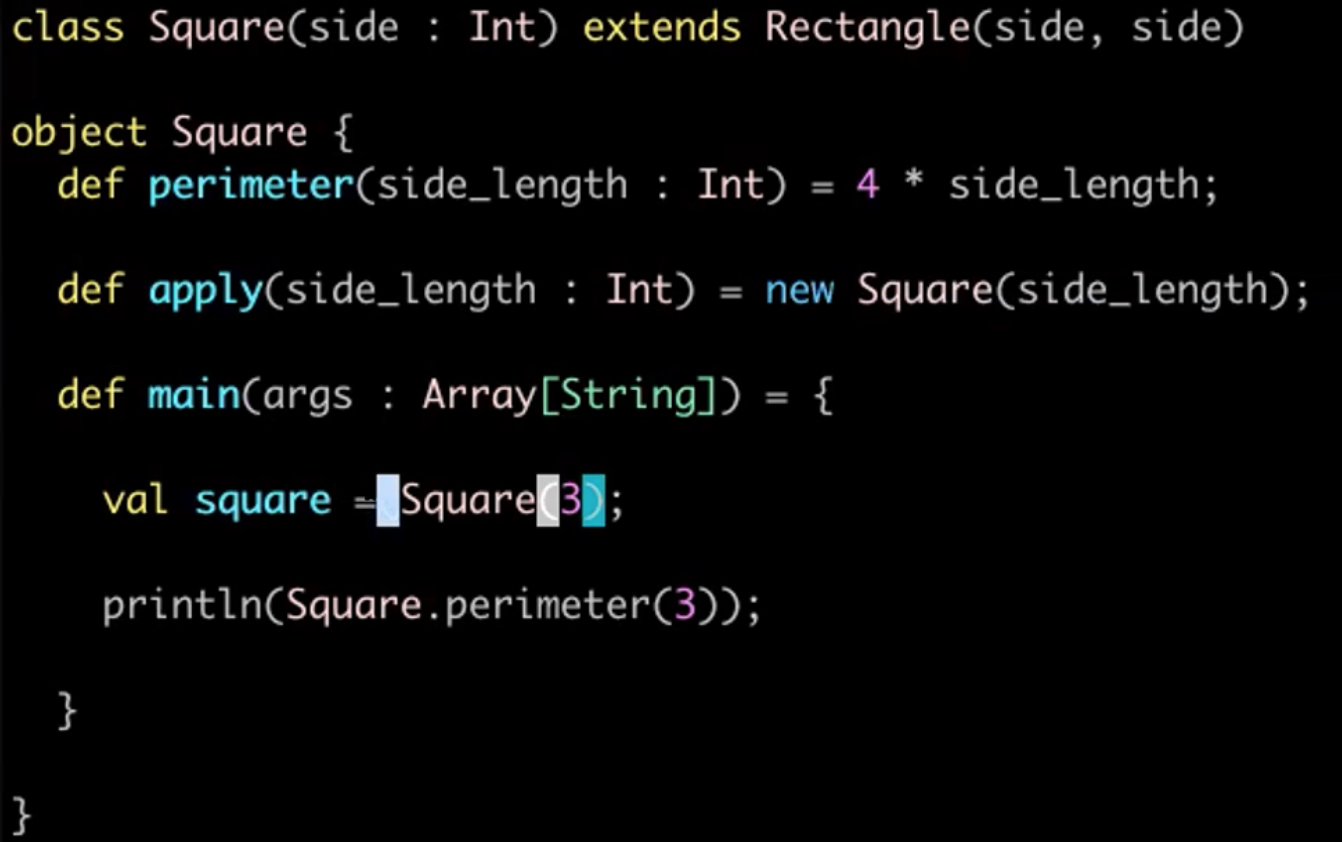 class Square(side : Int) extends Rectangle(side, side)
object Square {
def perimeter(side_length : Int) = 4 * side_length;
def apply(side_length : Int) = new Square(side_length);
def main(args : Array[String]) = {
val square = Square(3);
println(Square.perimeter(3));
}
}